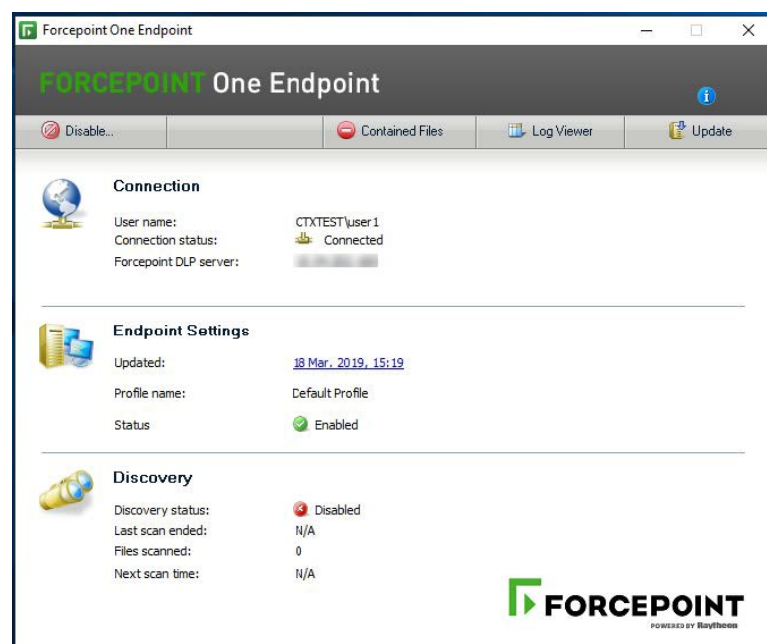 Forcepoint One Endpoint
FORCEPOINT One Endpoint
Disable... Contained Files Log Viewer Update
Connection
User name: CTXTEST\user1
Connection status: Connected
Forcepoint DLP server:
Endpoint Settings
Updated: 18 Mar. 2019, 15:19
Profile name: Default Profile
Status Enabled
Discovery
Discovery status: Disabled
Last scan ended: N/A
Files scanned: 0
Next scan time: N/A
FORCEPOINT
POWERED BY Raytheon